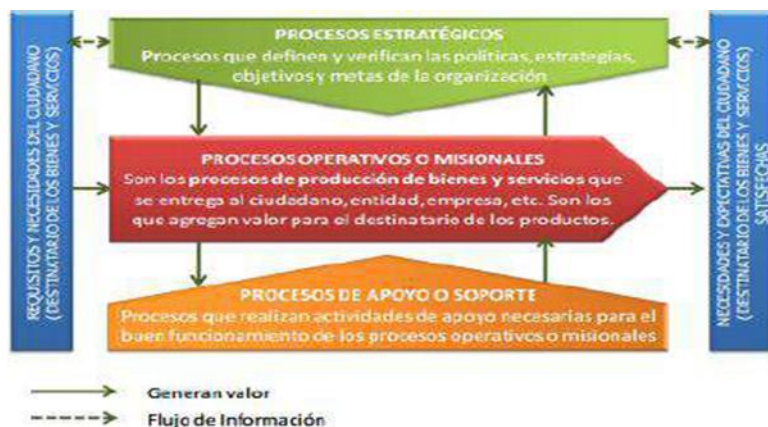 PROCESOS ESTRATÉGICOS
Procesos que definen y verifican las políticas, estrategias,
objetivos y metas de la organización
REQUISITOS Y NECESIDADES DEL CIUDADANO
(DESTINATARIO DE LOS BIENES Y SERVICIOS)
PROCESOS OPERATIVOS O MISIONALES
Son los procesos de producción de bienes y servicios que
se entrega al ciudadano, entidad, empresa, etc. Son los
que agregan valor para el destinatario de los productos.
PROCESOS DE APOYO O SOPORTE
Procesos que realizan actividades de apoyo necesarias para el
buen funcionamiento de los procesos operativos o misionales
NECESIDADES Y EXPECTATIVAS DEL CIUDADANO
(DESTINATARIO DE LOS BIENES Y SERVICIOS)
SATISFECHAS
Generan valor
Flujo de Información